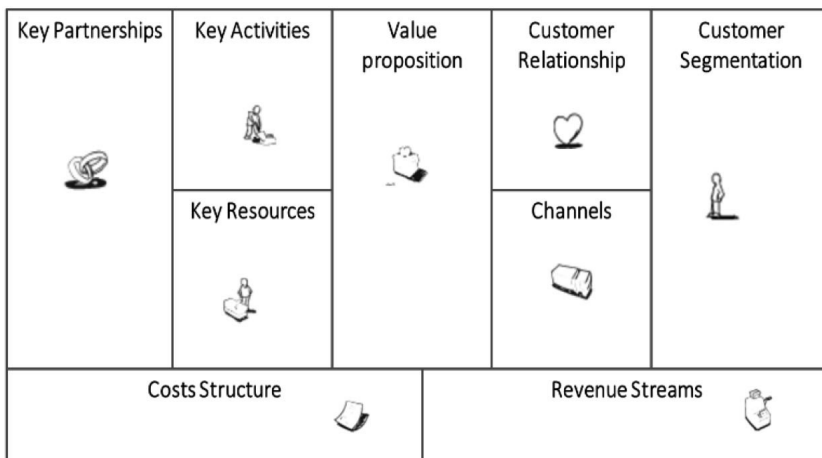 Key Partnerships
Key Activities
Value
proposition
Customer
Relationship
Customer
Segmentation
Key Resources
Channels
Costs Structure
Revenue Streams